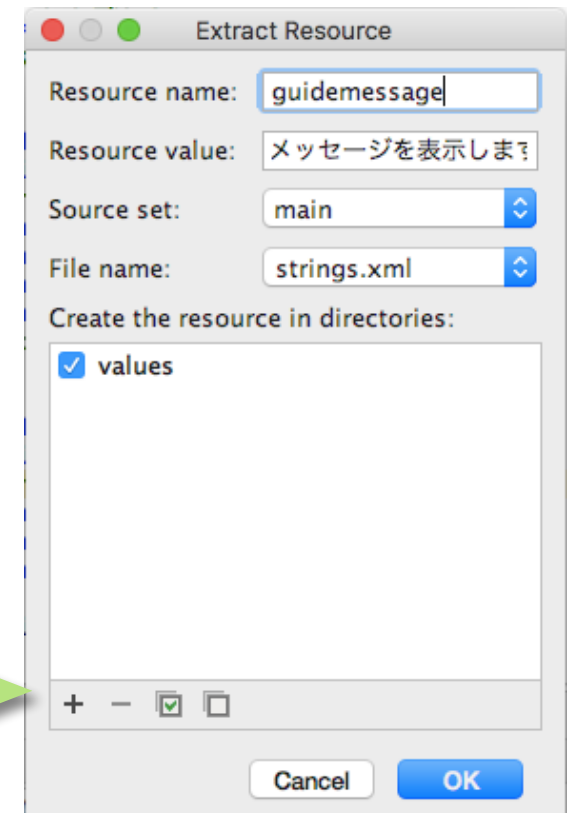 Extract Resource
Resource name: guidemessage
Resource value: メッセージを表示しま
Source set: main
File name: strings.xml
Create the resource in directories:
values
Cancel OK